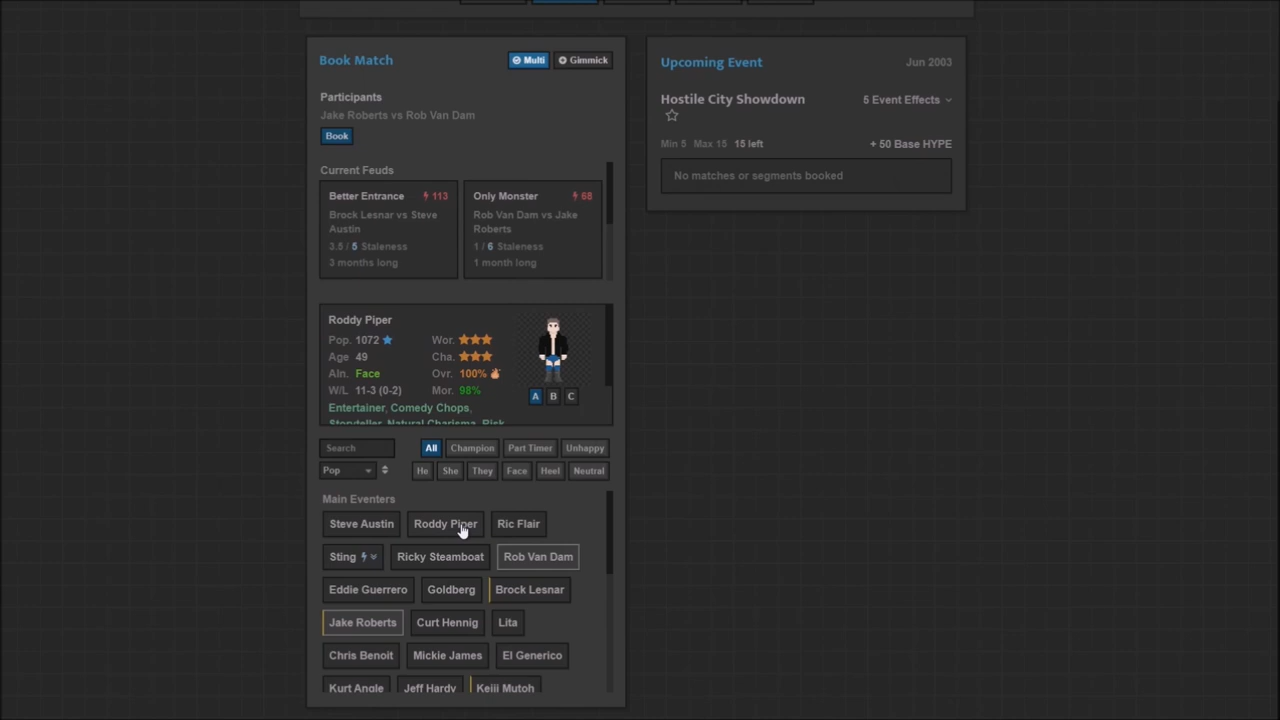 Book Match
Multi
Gimmick
Participants
Jake Roberts vs Rob Van Dam
Book
Current Feuds
Better Entrance 113
Brock Lesnar vs Steve
Austin
3.5 / 5 Staleness
3 months long
Only Monster 68
Rob Van Dam vs Jake
Roberts
1 / 6 Staleness
1 month long
Roddy Piper
Pop. 1072
Age 49
Aln. Face
W/L 11-3 (0-2)
Wor.
Cha.
Ovr. 100%
Mor. 98%
A B C
Entertainer, Comedy Chops,
Storyteller, Natural Charisma, Risk
Search
All Champion Part Timer Unhappy
Pop
He She They Face Heel Neutral
Main Eventers
Steve Austin Roddy Piper Ric Flair
Sting Ricky Steamboat Rob Van Dam
Eddie Guerrero Goldberg Brock Lesnar
Jake Roberts Curt Hennig Lita
Chris Benoit Mickie James El Generico
Kurt Angle Jeff Hardy Keiji Mutoh
Upcoming Event Jun 2003
Hostile City Showdown 5 Event Effects
Min 5 Max 15 15 left + 50 Base HYPE
No matches or segments booked